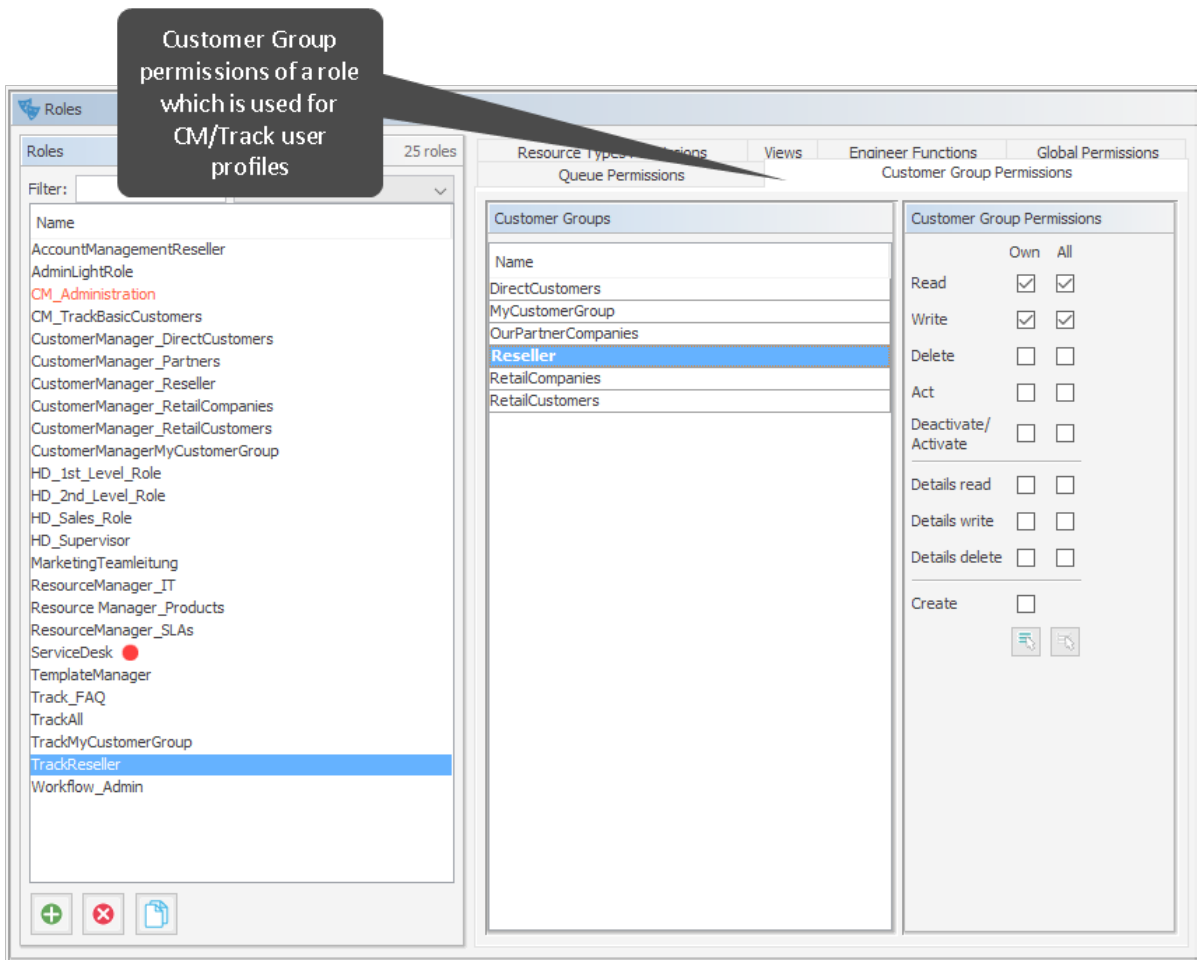 Customer Group
permissions of a role
which is used for
CM/Track user
profiles
Roles
Roles
25 roles
Filter:
Name
AccountManagementReseller
AdminLightRole
CM_Administration
CM_TrackBasicCustomers
CustomerManager_DirectCustomers
CustomerManager_Partners
CustomerManager_Reseller
CustomerManager_RetailCompanies
CustomerManager_RetailCustomers
CustomerManagerMyCustomerGroup
HD_1st_Level_Role
HD_2nd_Level_Role
HD_Sales_Role
HD_Supervisor
MarketingTeamleitung
ResourceManager_IT
Resource Manager_Products
ResourceManager_SLAs
ServiceDesk
TemplateManager
Track_FAQ
TrackAll
TrackMyCustomerGroup
TrackReseller
Workflow_Admin
Resource Types Permissions Views Engineer Functions Global Permissions
Queue Permissions Customer Group Permissions
Customer Groups
Name
DirectCustomers
MyCustomerGroup
OurPartnerCompanies
Reseller
RetailCompanies
RetailCustomers
Customer Group Permissions
Own All
Read
Write
Delete
Act
Deactivate/
Activate
Details read
Details write
Details delete
Create